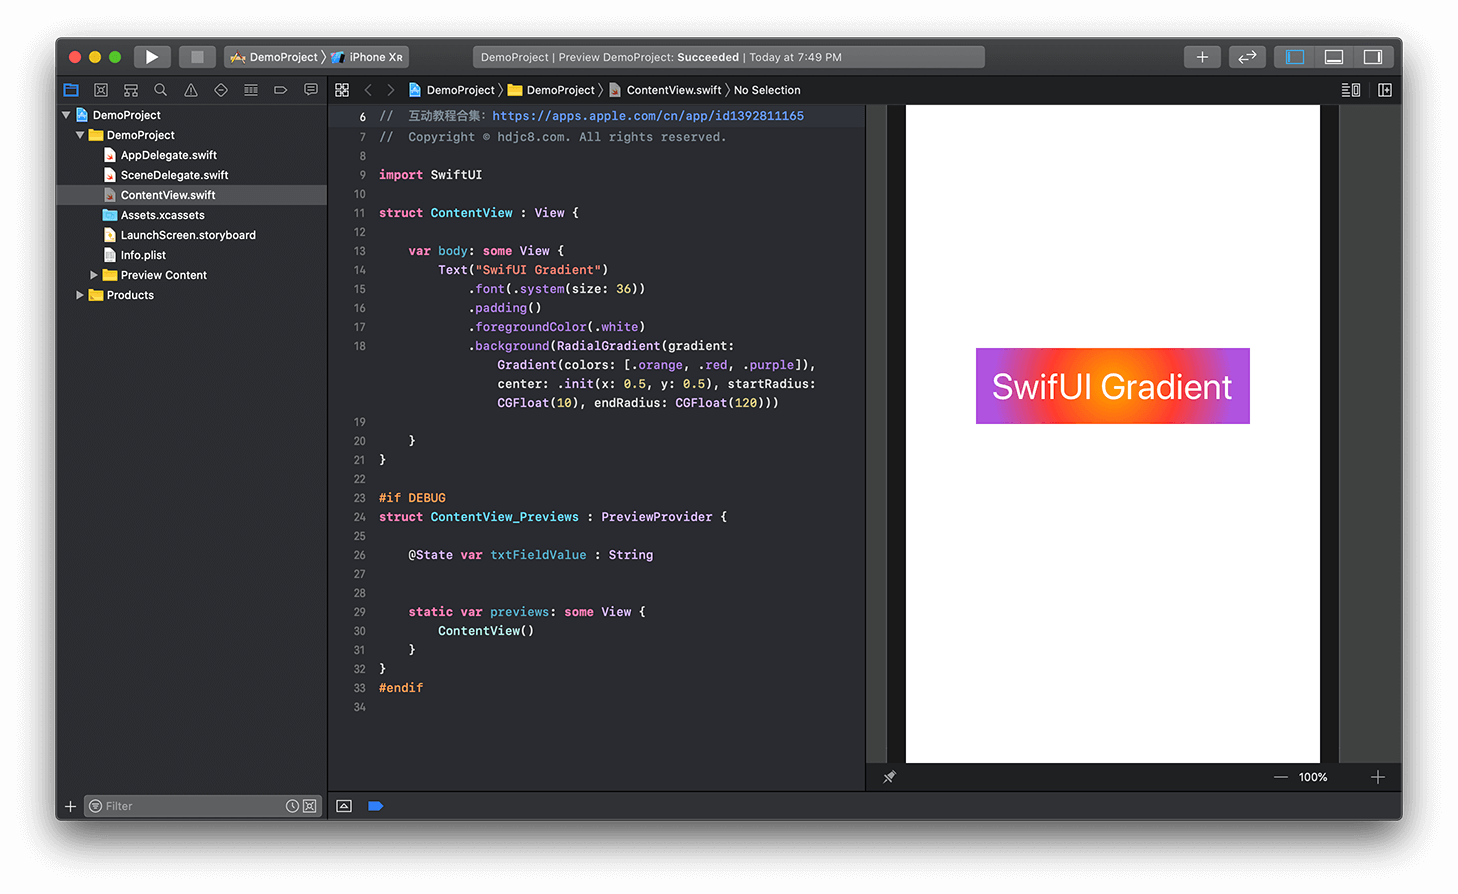 DemoProject 〉 iPhone XR
DemoProject | Preview DemoProject: Succeeded | Today at 7:49 PM
DemoProject 〉 DemoProject 〉 ContentView.swift 〉 No Selection
DemoProject
DemoProject
AppDelegate.swift
SceneDelegate.swift
ContentView.swift
Assets.xcassets
LaunchScreen.storyboard
Info.plist
Preview Content
Products
Filter
6 // 互动教程合集：https://apps.apple.com/cn/app/id1392811165
7 // Copyright © hdjc8.com. All rights reserved.
8
9 import SwiftUI
10
11 struct ContentView : View {
12
13 var body: some View {
14 Text("SwifUI Gradient")
15 .font(.system(size: 36))
16 .padding()
17 .foregroundColor(.white)
18 .background(RadialGradient(gradient:
Gradient(colors: [.orange, .red, .purple]),
center: .init(x: 0.5, y: 0.5), startRadius:
CGFloat(10), endRadius: CGFloat(120)))
19
20 }
21 }
22
23 #if DEBUG
24 struct ContentView_Previews : PreviewProvider {
25
26 @State var txtFieldValue : String
27
28
29 static var previews: some View {
30 ContentView()
31 }
32 }
33 #endif
34
SwifUI Gradient
100%